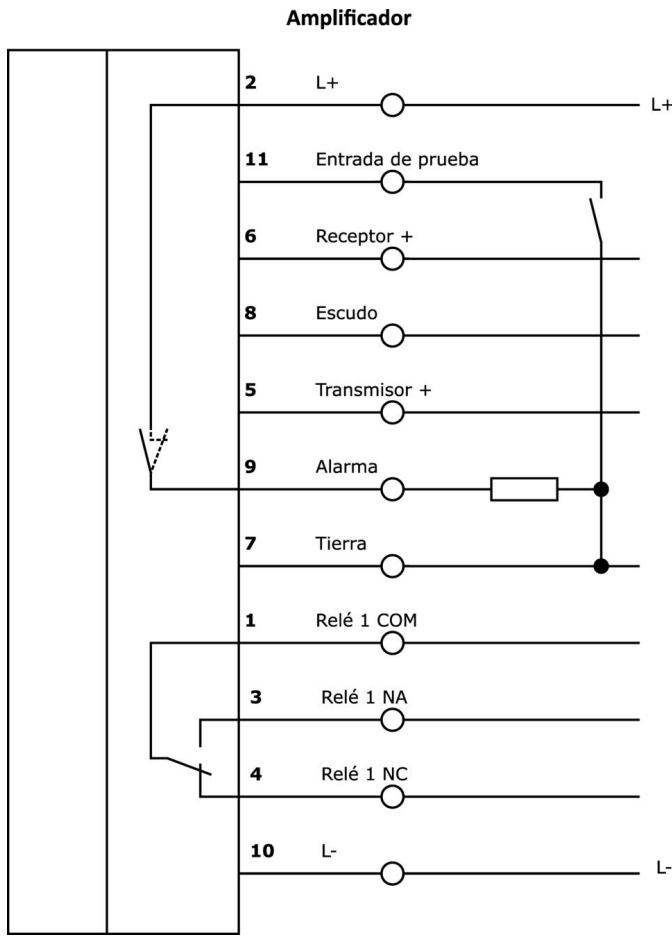 Amplificador
2 L+
L+
11 Entrada de prueba
6 Receptor +
8 Escudo
5 Transmisor +
9 Alarma
7 Tierra
1 Relé 1 COM
3 Relé 1 NA
4 Relé 1 NC
10 L-
L-